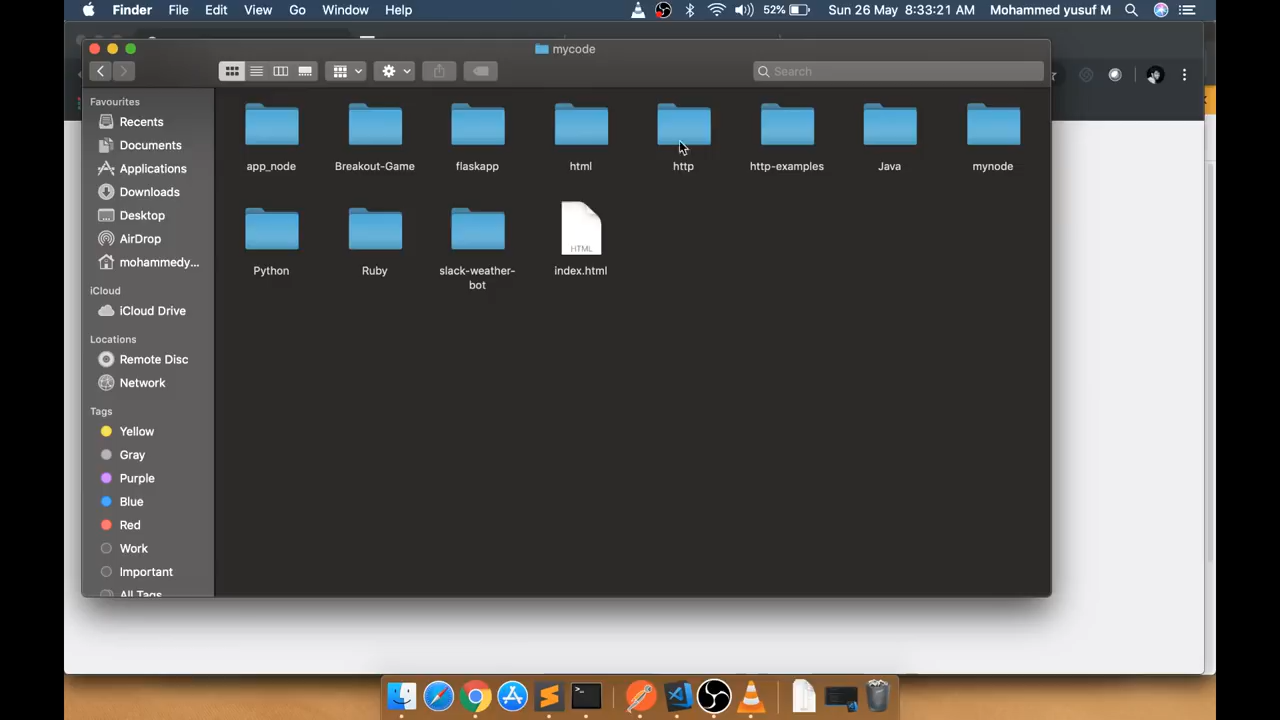 Finder File Edit View Go Window Help 52% Sun 26 May 8:33:21 AM Mohammed yusuf M
mycode
Search
Favourites
Recents
Documents
Applications
Downloads
Desktop
AirDrop
mohammedy...
iCloud
iCloud Drive
Locations
Remote Disc
Network
Tags
Yellow
Gray
Purple
Blue
Red
Work
Important
All Tags
app_node Breakout-Game flaskapp html http http-examples Java mynode
Python Ruby slack-weather- index.html
bot
HTML